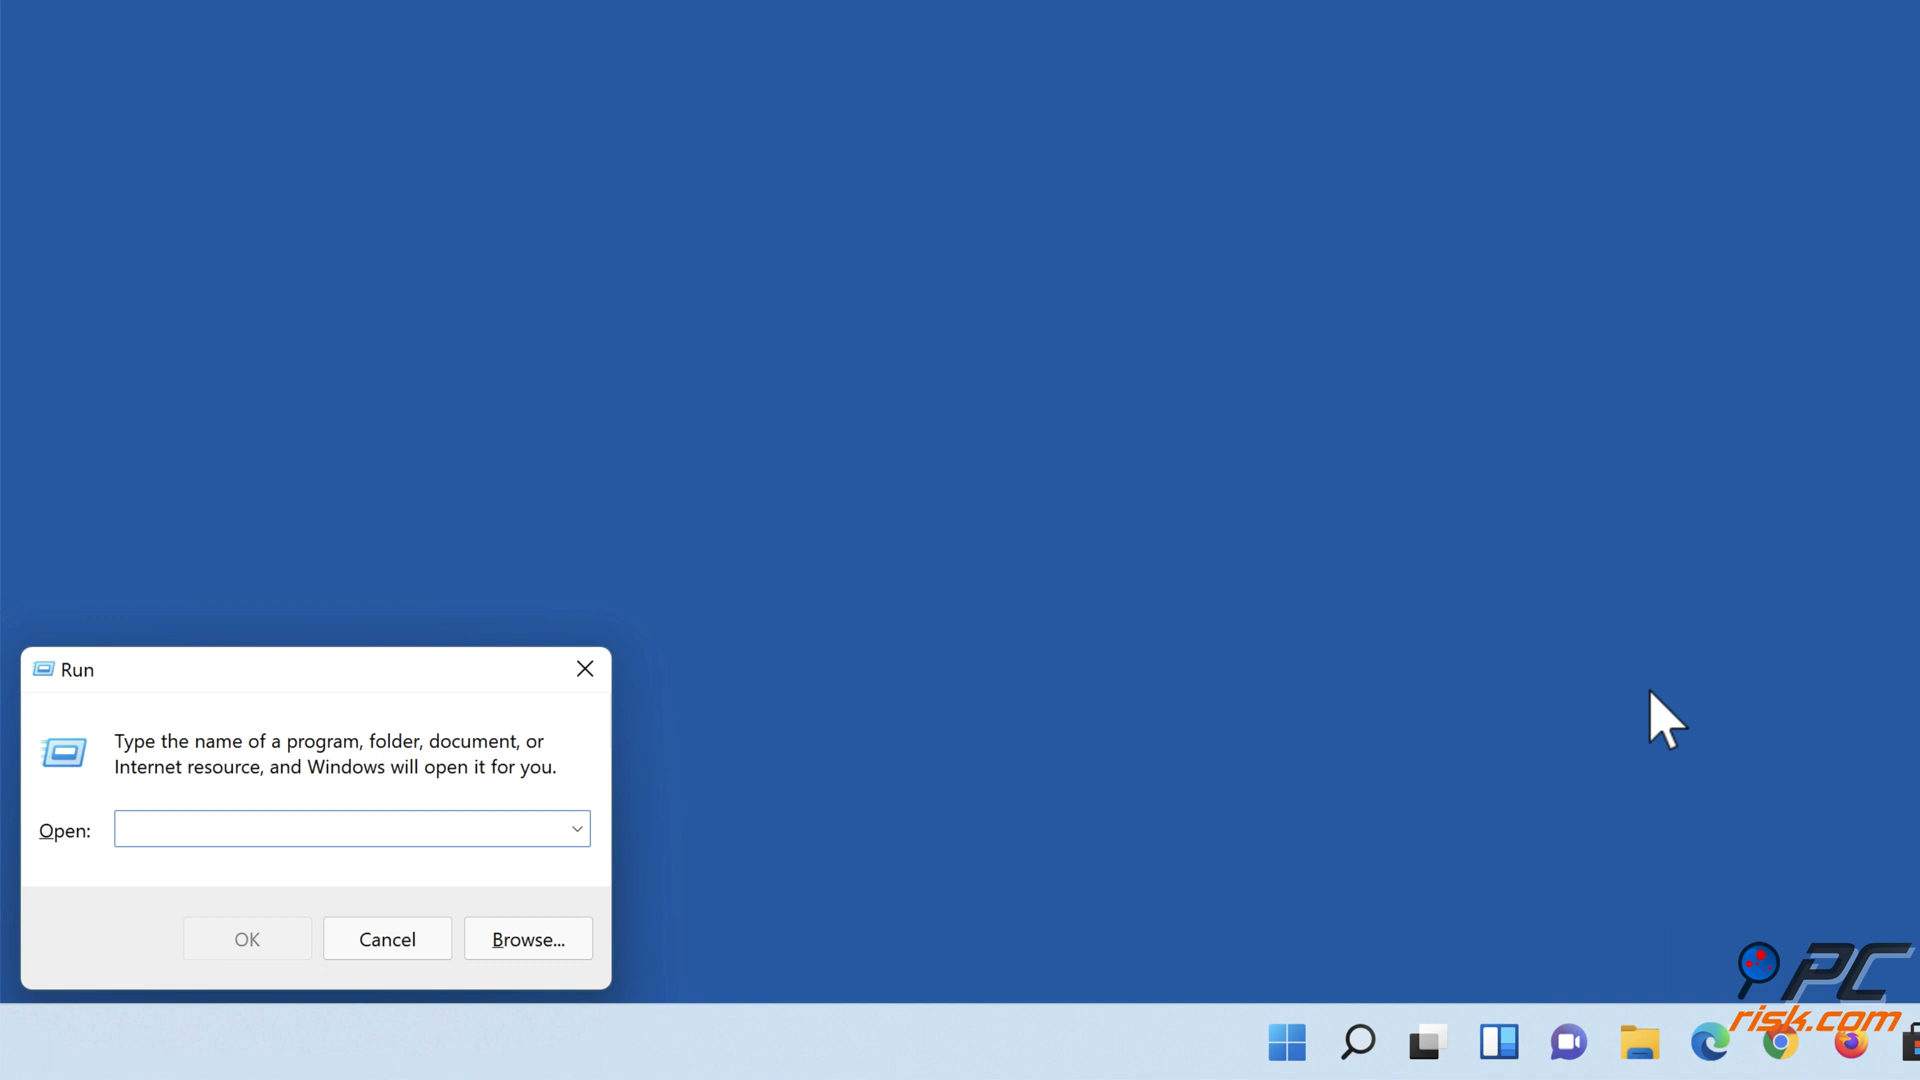 Run
Type the name of a program, folder, document, or
Internet resource, and Windows will open it for you.
Open:
OK
Cancel
Browse...
PC
risk.com